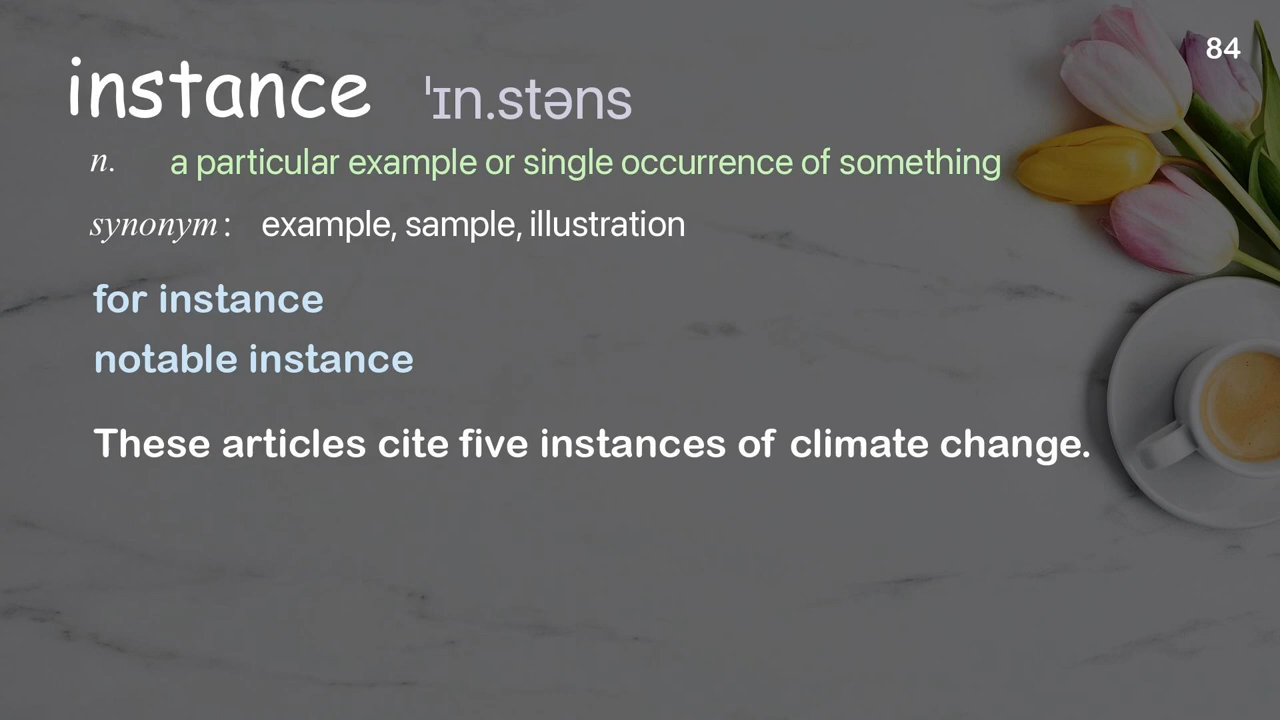 84
instance ˈɪn.stəns
n. a particular example or single occurrence of something
synonym: example, sample, illustration
for instance
notable instance
These articles cite five instances of climate change.